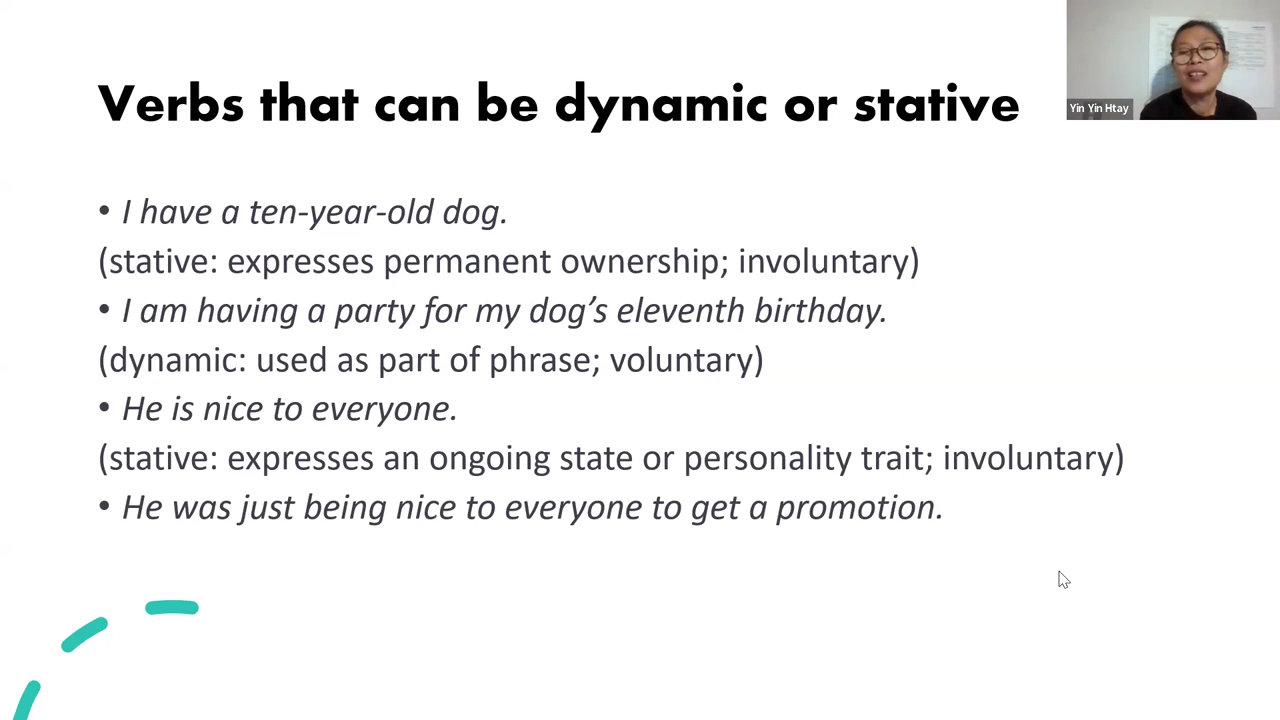 Verbs that can be dynamic or stative
Yin Yin Htay
• I have a ten-year-old dog.
(stative: expresses permanent ownership; involuntary)
• I am having a party for my dog’s eleventh birthday.
(dynamic: used as part of phrase; voluntary)
• He is nice to everyone.
(stative: expresses an ongoing state or personality trait; involuntary)
• He was just being nice to everyone to get a promotion.